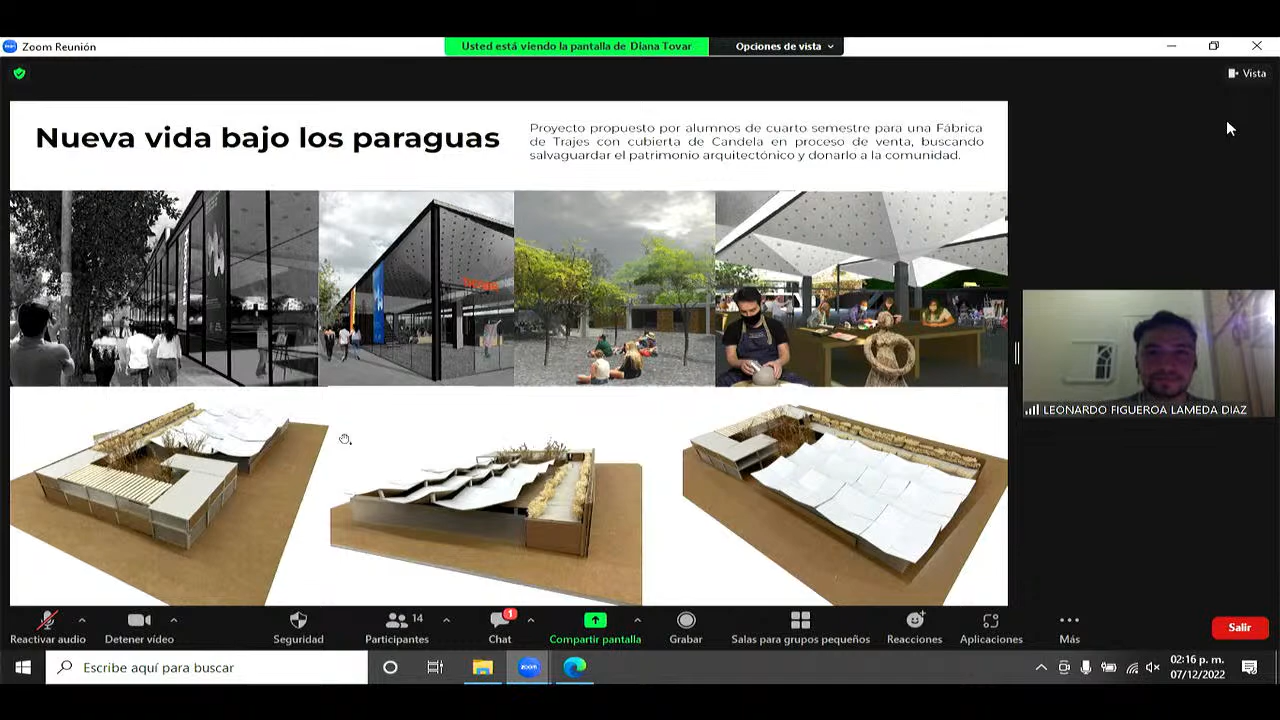 Zoom Reunión
Usted está viendo la pantalla de Diana Tovar
Opciones de vista
Vista
Nueva vida bajo los paraguas
Proyecto propuesto por alumnos de cuarto semestre para una Fábrica
de Trajes con cubierta de Candela en proceso de venta, buscando
salvaguardar el patrimonio arquitectónico y donarlo a la comunidad.
LEONARDO FIGUEROA LAMEDA DIAZ
14
1
Reactivar audio
Detener vídeo
Seguridad
Participantes
Chat
Compartir pantalla
Grabar
Salas para grupos pequeños
Reacciones
Aplicaciones
Más
Salir
Escribe aquí para buscar
zoom
02:16 p. m.
07/12/2022